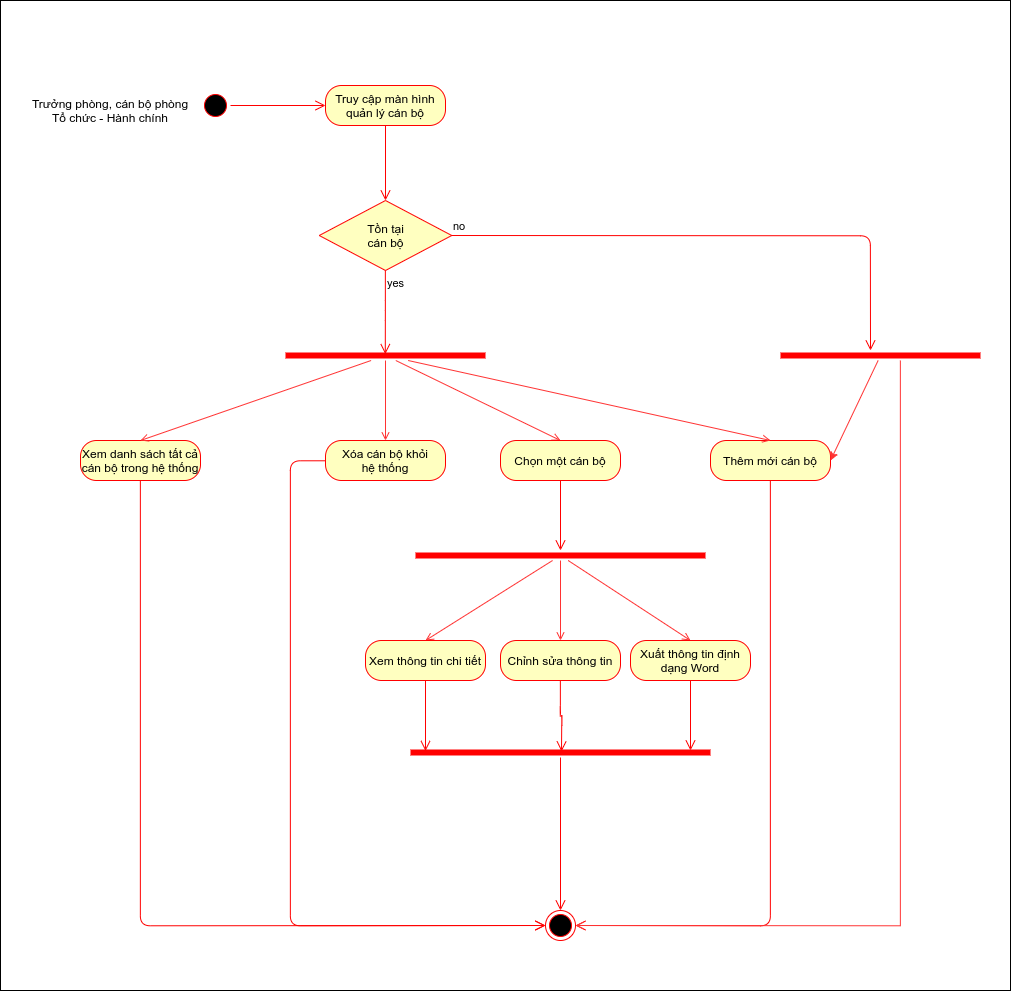 Trưởng phòng, cán bộ phòng
Tổ chức - Hành chính
Truy cập màn hình
quản lý cán bộ
Tồn tại
cán bộ
no
yes
Xem danh sách tất cả
cán bộ trong hệ thống
Xóa cán bộ khỏi
hệ thống
Chọn một cán bộ
Thêm mới cán bộ
Xem thông tin chi tiết
Chỉnh sửa thông tin
Xuất thông tin định
dạng Word